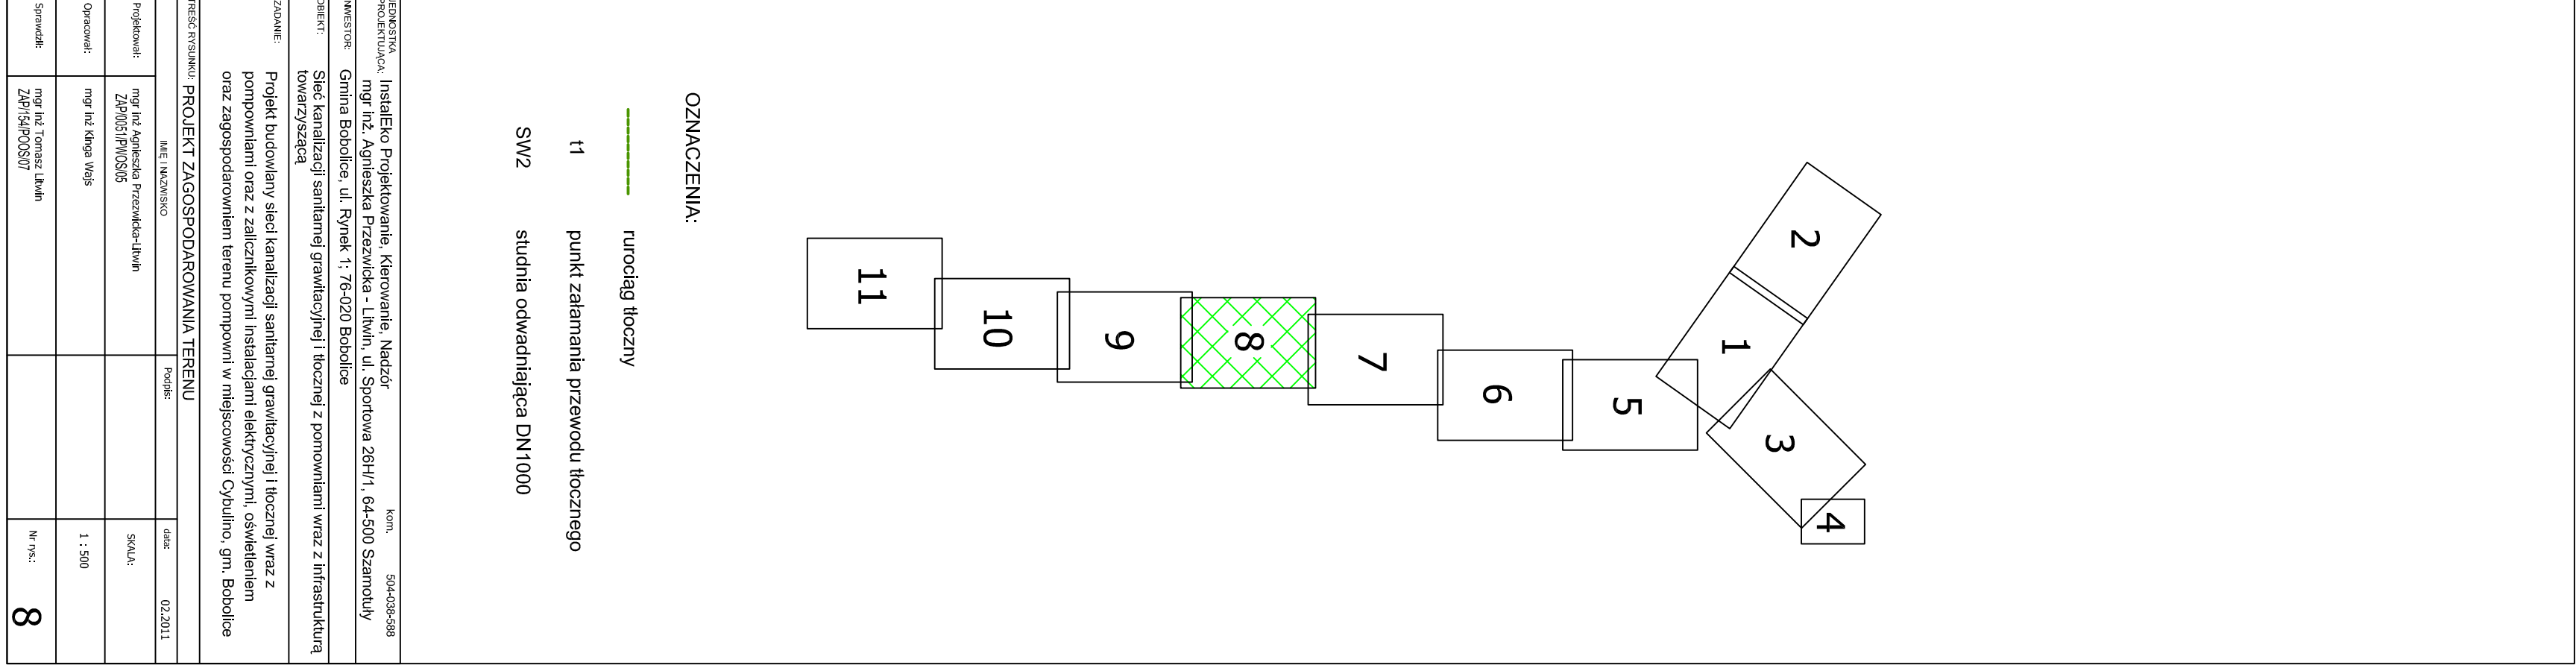 2
1
3
4
5
6
7
8
9
10
11
OZNACZENIA:
rurociąg tłoczny
t1 punkt załamania przewodu tłocznego
SW2 studnia odwadniająca DN1000
JEDNOSTKA
PROJEKTUJĄCA:
InstalEko Projektowanie, Kierowanie, Nadzór kom. 504-038-588
mgr inż. Agnieszka Przezwicka - Litwin, ul. Sportowa 26H/1, 64-500 Szamotuły
INWESTOR: Gmina Bobolice, ul. Rynek 1; 76-020 Bobolice
OBIEKT: Sieć kanalizacji sanitarnej grawitacyjnej i tłocznej z pomowniami wraz z infrastrukturą
towarzyszącą
ZADANIE: Projekt budowlany sieci kanalizacji sanitarnej grawitacyjnej i tłocznej wraz z
pompowniami oraz z zalicznikowymi instalacjami elektrycznymi, oświetleniem
oraz zagospodarowniem terenu pompowni w miejscowości Cybulino, gm. Bobolice
TREŚĆ RYSUNKU: PROJEKT ZAGOSPODAROWANIA TERENU
IMIĘ I NAZWISKO Podpis: data: 02.2011
Projektował: mgr inż Agnieszka Przezwicka-Litwin
ZAP/0051/PWOS/05
SKALA:
Opracował: mgr inż Kinga Wajs 1 : 500
Sprawdził: mgr inż Tomasz Litwin
ZAP/154/POOS/07
Nr rys.: 8